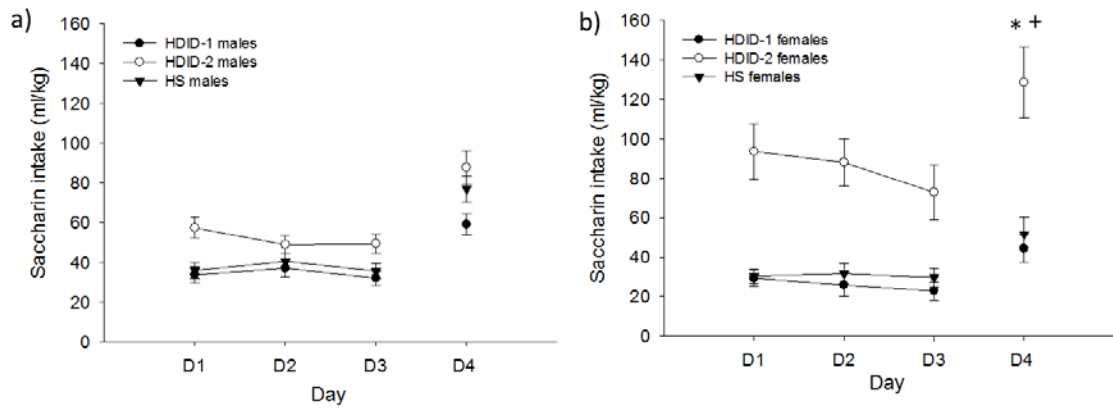 a)
160
140
120
100
80
60
40
20
0
Saccharin intake (ml/kg)
HDID-1 males
HDID-2 males
HS males
D1 D2 D3 D4
Day
b)
160
140
120
100
80
60
40
20
0
Saccharin intake (ml/kg)
HDID-1 females
HDID-2 females
HS females
* +
D1 D2 D3 D4
Day